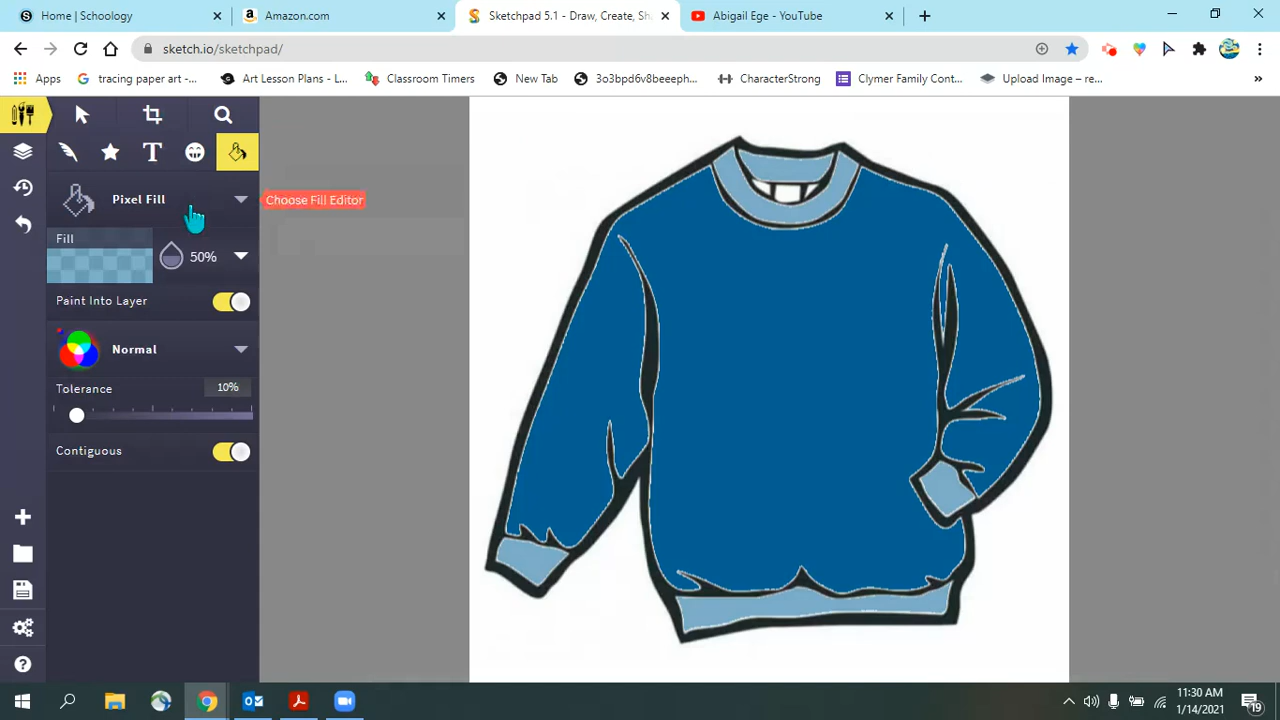 Home | Schoology
Amazon.com
Sketchpad 5.1 - Draw, Create, Sh
Abigail Ege - YouTube
sketch.io/sketchpad/
Apps
tracing paper art -...
Art Lesson Plans - L...
Classroom Timers
New Tab
3o3bpd6v8beeeph...
CharacterStrong
Clymer Family Cont...
Upload Image – re...
»
T
Pixel Fill
Choose Fill Editor
Fill
50%
Paint Into Layer
Normal
Tolerance
10%
Contiguous
11:30 AM
1/14/2021
19